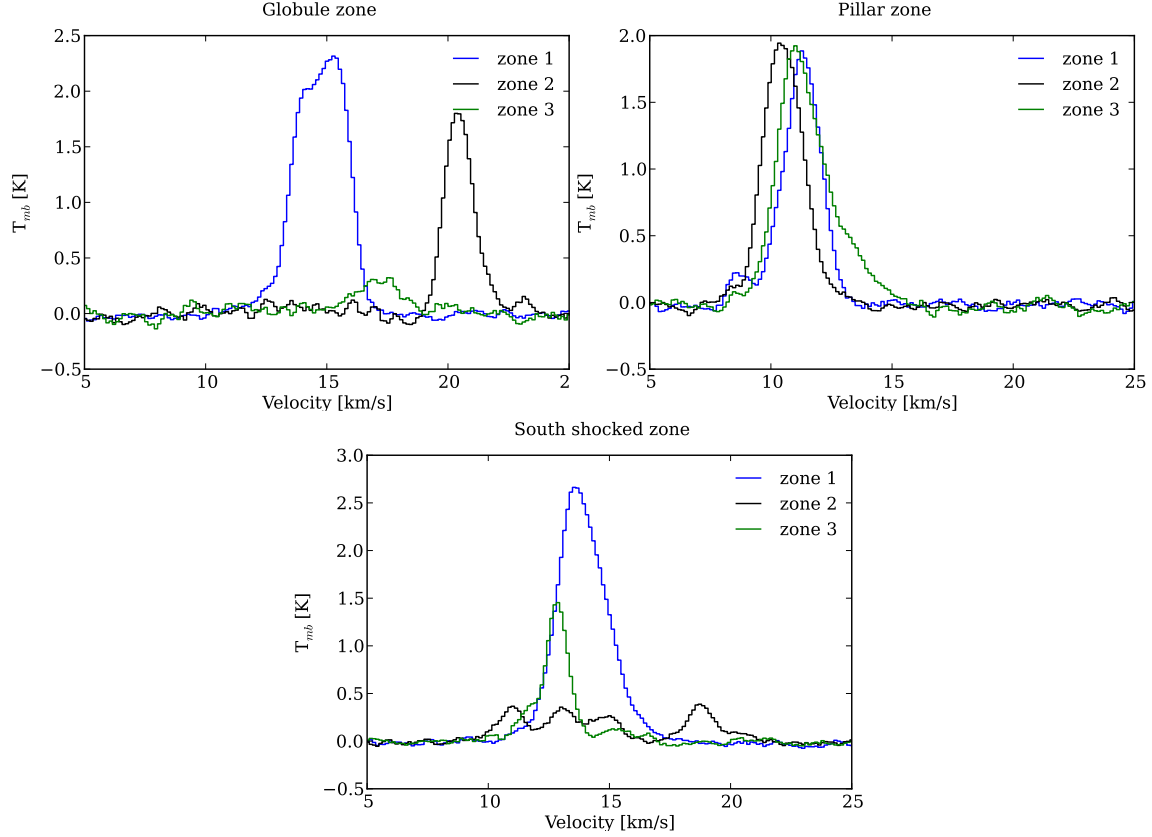 Globule zone
2.5
2.0
1.5
1.0
0.5
0.0
−0.5
T_mb [K]
zone 1
zone 2
zone 3
5 10 15 20 2
Velocity [km/s]
Pillar zone
2.0
1.5
1.0
0.5
0.0
−0.5
T_mb [K]
zone 1
zone 2
zone 3
5 10 15 20 25
Velocity [km/s]
South shocked zone
3.0
2.5
2.0
1.5
1.0
0.5
0.0
−0.5
T_mb [K]
zone 1
zone 2
zone 3
5 10 15 20 25
Velocity [km/s]